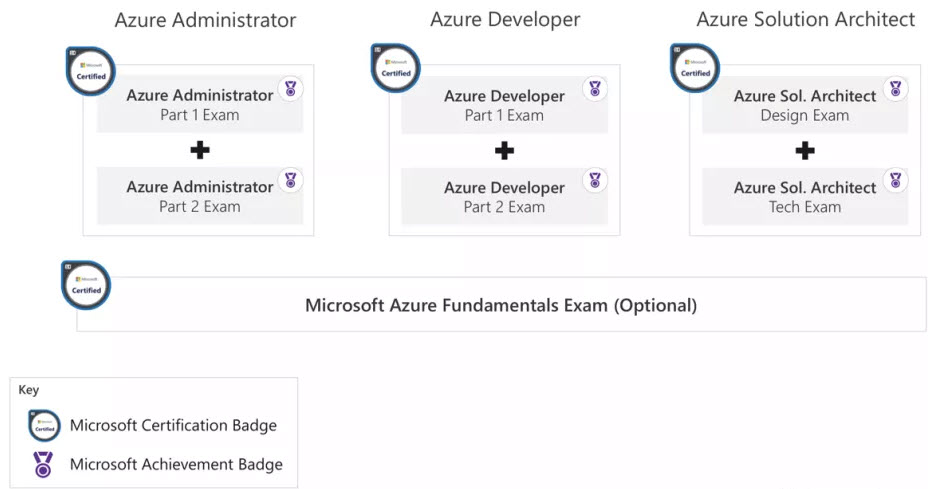 Azure Administrator
Azure Developer
Azure Solution Architect
Microsoft
Certified
Azure Administrator
Part 1 Exam
Azure Administrator
Part 2 Exam
Microsoft
Certified
Azure Developer
Part 1 Exam
Azure Developer
Part 2 Exam
Microsoft
Certified
Azure Sol. Architect
Design Exam
Azure Sol. Architect
Tech Exam
Microsoft
Certified
Microsoft Azure Fundamentals Exam (Optional)
Key
Certified
Microsoft Certification Badge
Microsoft Achievement Badge